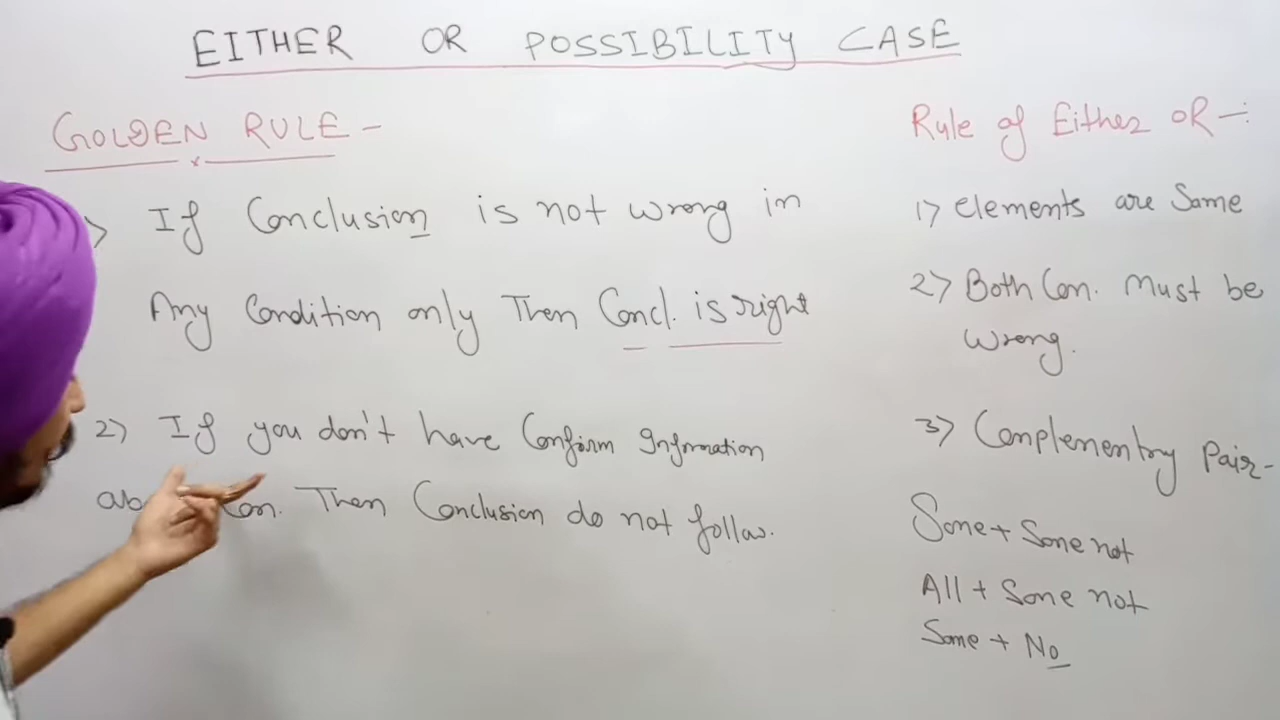 EITHER OR POSSIBILITY CASE
GOLDEN RULE -
If Conclusion is not wrong in
Any Condition only Then Concl. is right
2) If you don't have Confirm Information
Con. Then Conclusion do not follow.
Rule of Either OR -:
1) elements are Same
2) Both Con. Must be
Wrong.
3) Complementry Pair-
Some + Some not
All + Some not
Some + No